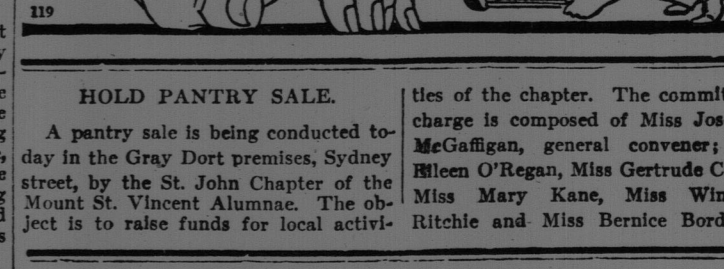 119
HOLD PANTRY SALE.
A pantry sale is being conducted to-
day in the Gray Dort premises, Sydney
street, by the St. John Chapter of the
Mount St. Vincent Alumnae. The ob-
ject is to raise funds for local activi-
ties of the chapter. The commit
charge is composed of Miss Jos
McGaffigan, general convener;
Eileen O'Regan, Miss Gertrude C
Miss Mary Kane, Miss Win
Ritchie and Miss Bernice Bord